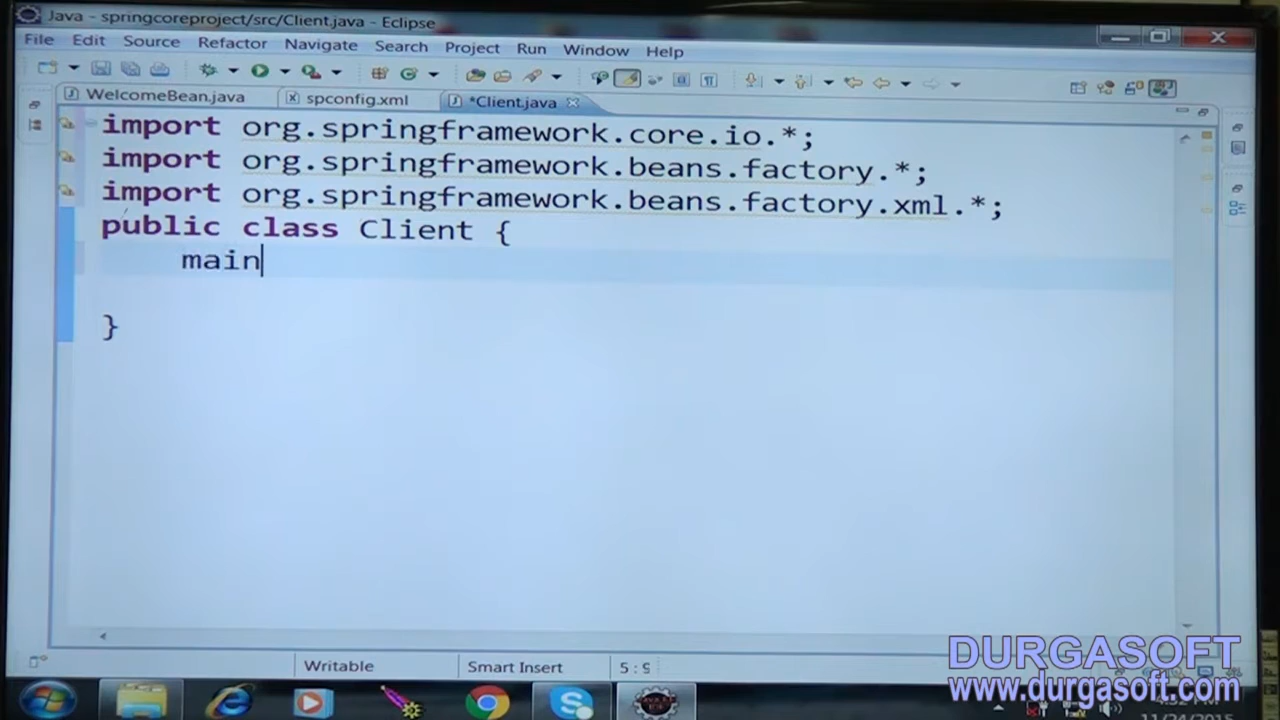 Java - springcoreproject/src/Client.java - Eclipse
File Edit Source Refactor Navigate Search Project Run Window Help
WelcomeBean.java spconfig.xml *Client.java
import org.springframework.core.io.*;
import org.springframework.beans.factory.*;
import org.springframework.beans.factory.xml.*;
public class Client {
main
}
Writable Smart Insert
DURGASOFT
www.durgasoft.com